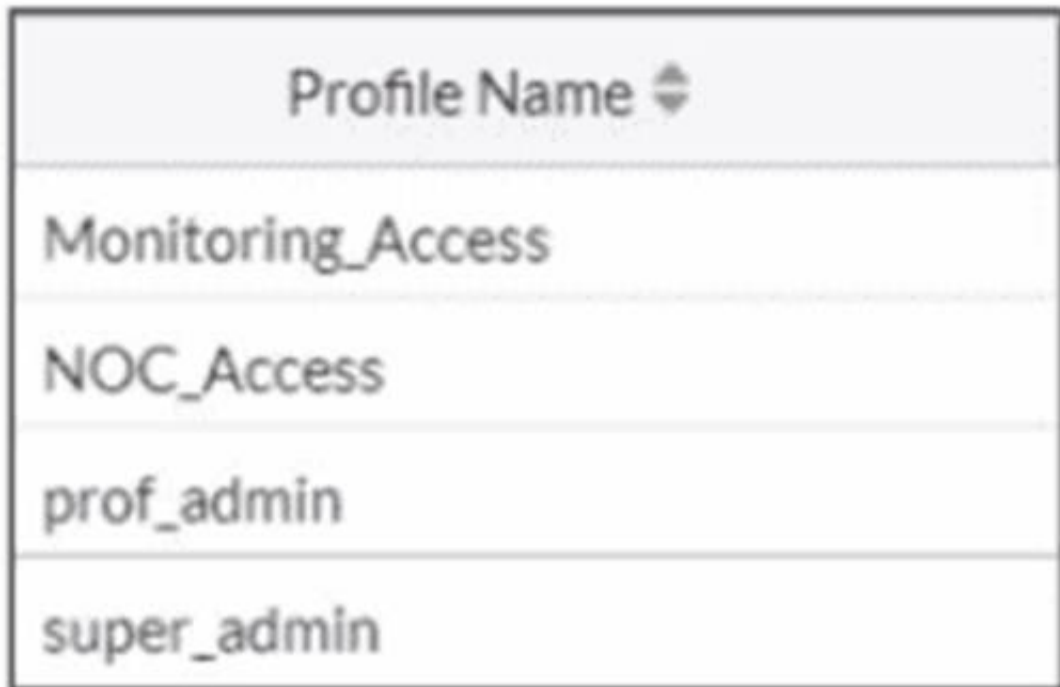 Profile Name
Monitoring_Access
NOC_Access
prof_admin
super_admin